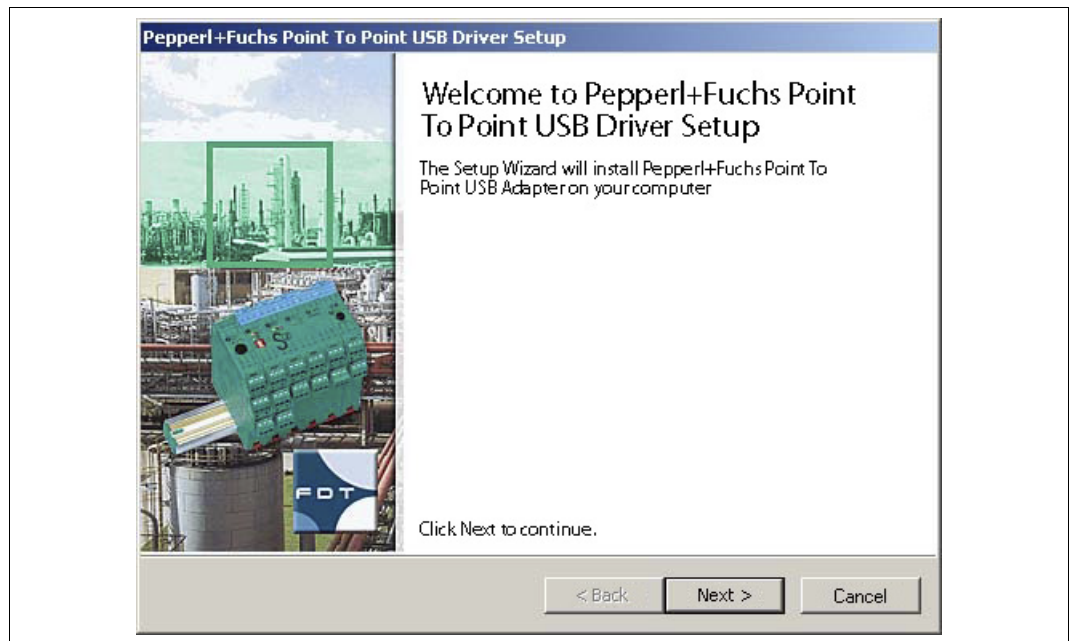 Pepperl+Fuchs Point To Point USB Driver Setup
Welcome to Pepperl+Fuchs Point
To Point USB Driver Setup
The Setup Wizard will install Pepperl+Fuchs Point To
Point USB Adapter on your computer
FDT
Click Next to continue.
< Back
Next >
Cancel